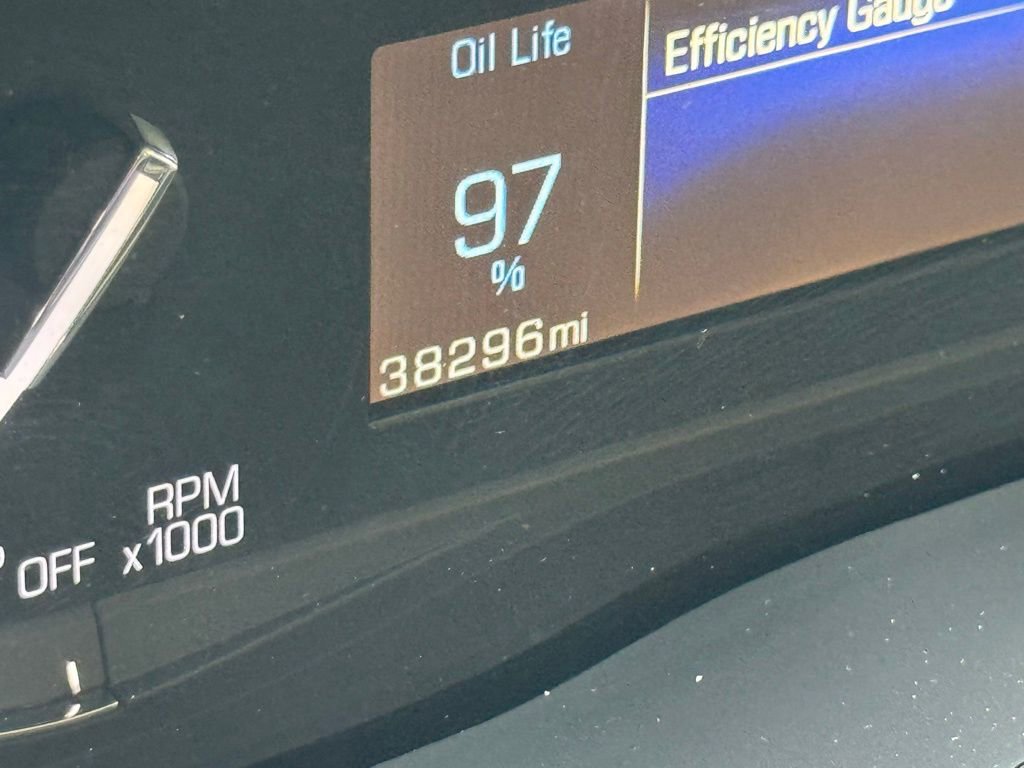 Oil Life
97
%
38296mi
Efficiency Gauge
RPM
x1000
OFF